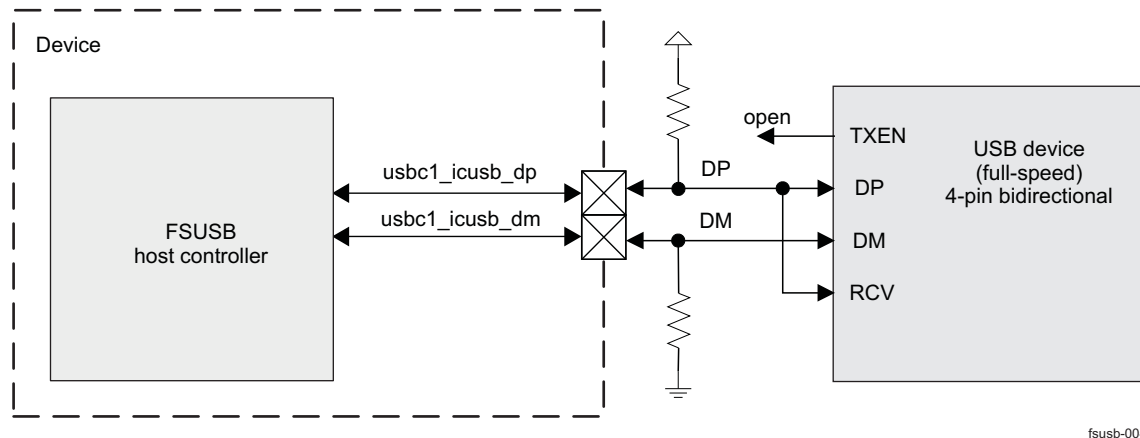 Device
FSUSB
host controller
usbc1_icusb_dp
usbc1_icusb_dm
DP
DM
open
TXEN
DP
DM
RCV
USB device
(full-speed)
4-pin bidirectional
fsusb-00